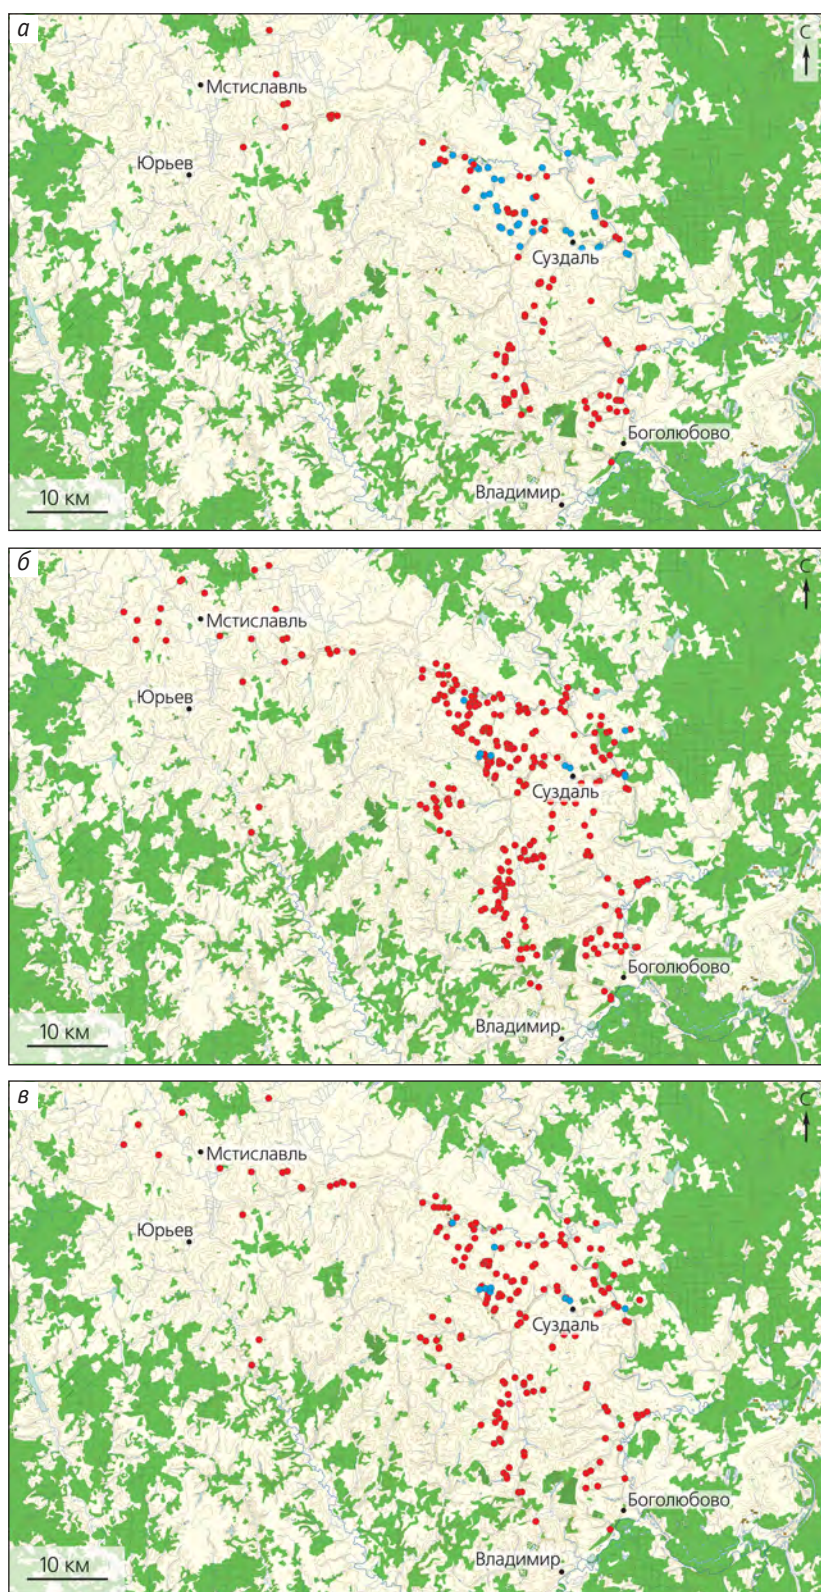 а
С
Мстиславль
Юрьев
Суздаль
Боголюбово
Владимир
10 км
б
С
Мстиславль
Юрьев
Суздаль
Боголюбово
Владимир
10 км
в
С
Мстиславль
Юрьев
Суздаль
Боголюбово
Владимир
10 км